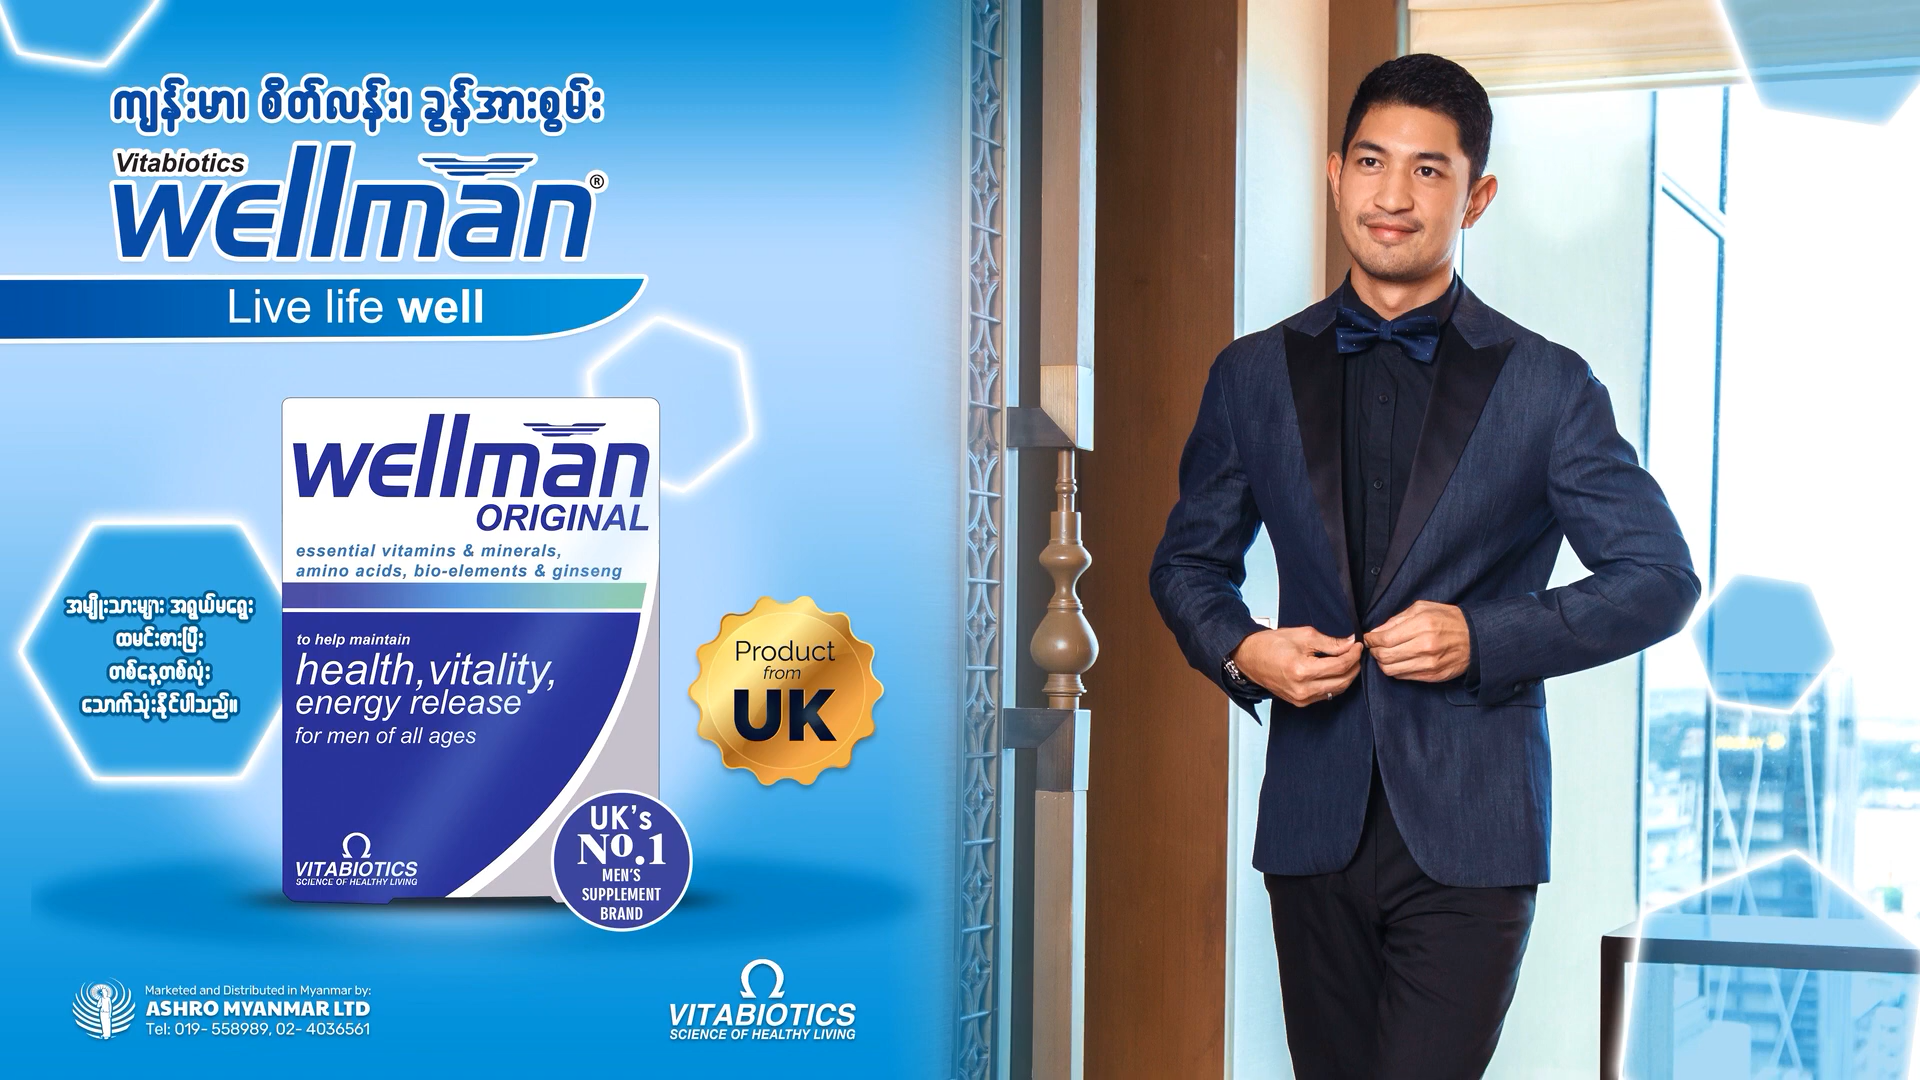 ကျန်းမာ၊ စိတ်လန်း၊ ခွန်အားစွမ်း
Vitabiotics
wellman®
Live life well
wellman
ORIGINAL
essential vitamins & minerals,
amino acids, bio-elements & ginseng
to help maintain
health, vitality,
energy release
for men of all ages
VITABIOTICS
SCIENCE OF HEALTHY LIVING
UK's
No.1
MEN'S
SUPPLEMENT
BRAND
အမျိုးသားများ အရွယ်မရွေး
ထမင်းစားပြီး
တစ်နေ့တစ်လုံး
သောက်သုံးနိုင်ပါသည်။
Product
from
UK
Marketed and Distributed in Myanmar by:
ASHRO MYANMAR LTD
Tel: 019- 558989, 02- 4036561
VITABIOTICS
SCIENCE OF HEALTHY LIVING